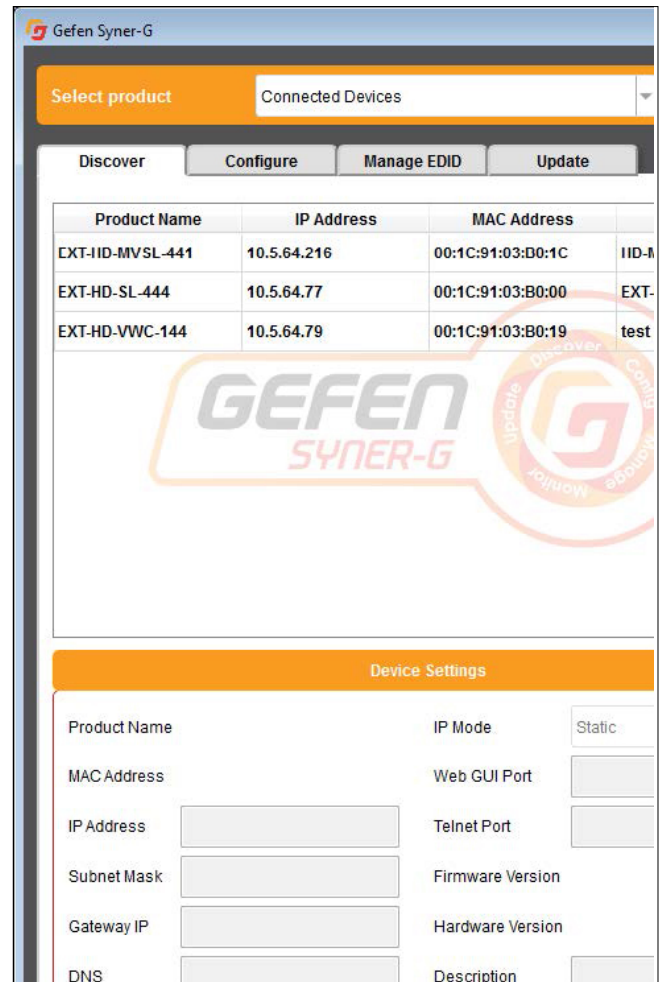 Gefen Syner-G
Select product Connected Devices
Discover Configure Manage EDID Update
Product Name IP Address MAC Address
EXT-HD-MVSL-441 10.5.64.216 00:1C:91:03:B0:1C HD-M
EXT-HD-SL-444 10.5.64.77 00:1C:91:03:B0:00 EXT-
EXT-HD-VWC-144 10.5.64.79 00:1C:91:03:B0:19 test
GEFEN
SYNER-G
Discover Config Manage Monitor Update
Device Settings
Product Name IP Mode Static
MAC Address Web GUI Port
IP Address Telnet Port
Subnet Mask Firmware Version
Gateway IP Hardware Version
DNS Description